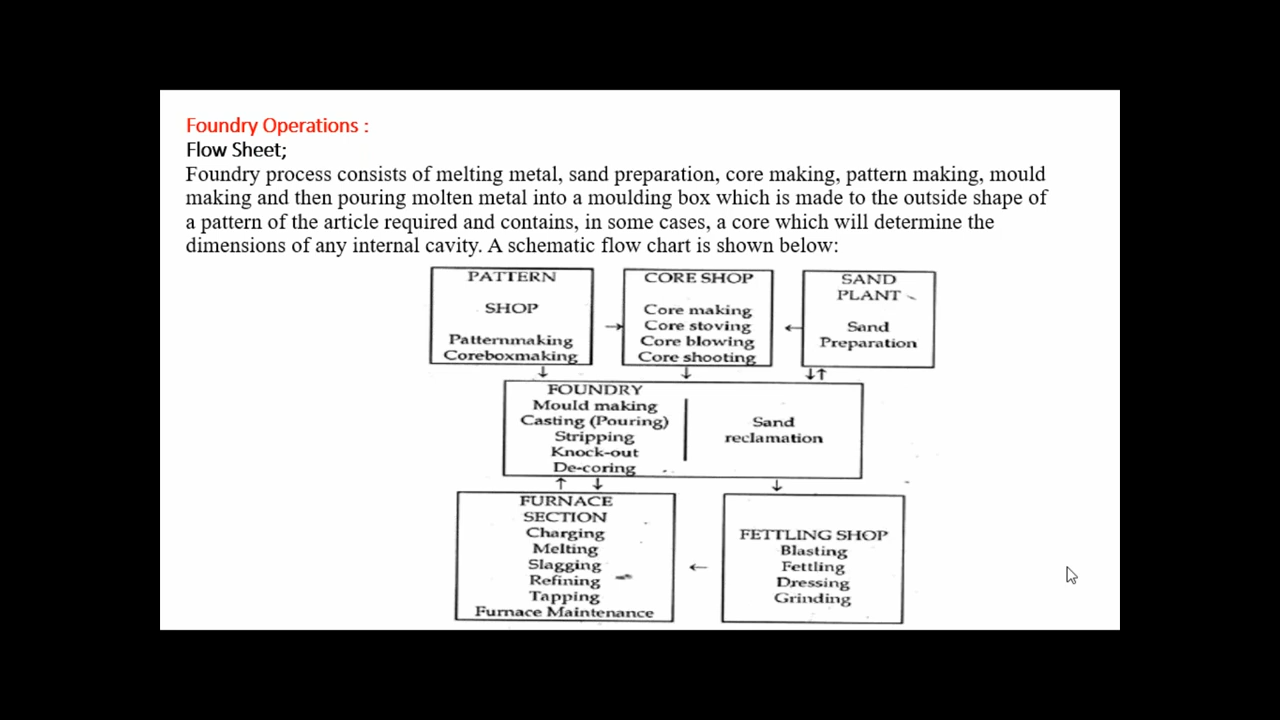 Foundry Operations :
Flow Sheet;
Foundry process consists of melting metal, sand preparation, core making, pattern making, mould
making and then pouring molten metal into a moulding box which is made to the outside shape of
a pattern of the article required and contains, in some cases, a core which will determine the
dimensions of any internal cavity. A schematic flow chart is shown below:
PATTERN
SHOP
Patternmaking
Coreboxmaking
CORE SHOP
Core making
Core stoving
Core blowing
Core shooting
SAND
PLANT
Sand
Preparation
FOUNDRY
Mould making
Casting (Pouring)
Stripping
Knock-out
De-coring
Sand
reclamation
FURNACE
SECTION
Charging
Melting
Slagging
Refining
Tapping
Furnace Maintenance
FETTLING SHOP
Blasting
Fettling
Dressing
Grinding